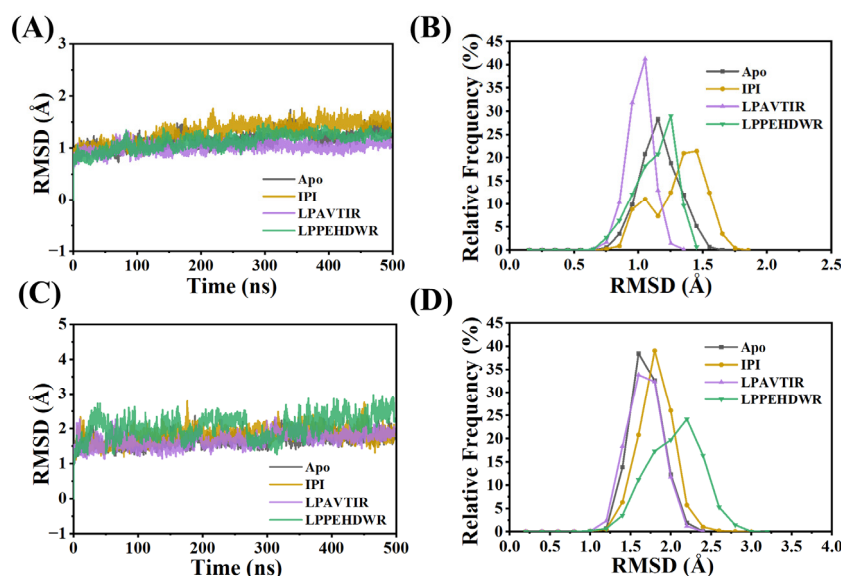 (A)
RMSD (Å)
3
2
1
0
−1
0
100
200
300
400
500
Time (ns)
Apo
IPI
LPAVTIR
LPPEHDWR
(B)
Relative Frequency (%)
45
40
35
30
25
20
15
10
5
0
0.0
0.5
1.0
1.5
2.0
2.5
RMSD (Å)
Apo
IPI
LPAVTIR
LPPEHDWR
(C)
RMSD (Å)
5
4
3
2
1
0
−1
0
100
200
300
400
500
Time (ns)
Apo
IPI
LPAVTIR
LPPEHDWR
(D)
Relative Frequency (%)
45
40
35
30
25
20
15
10
5
0
0.0
0.5
1.0
1.5
2.0
2.5
3.0
3.5
4.0
RMSD (Å)
Apo
IPI
LPAVTIR
LPPEHDWR